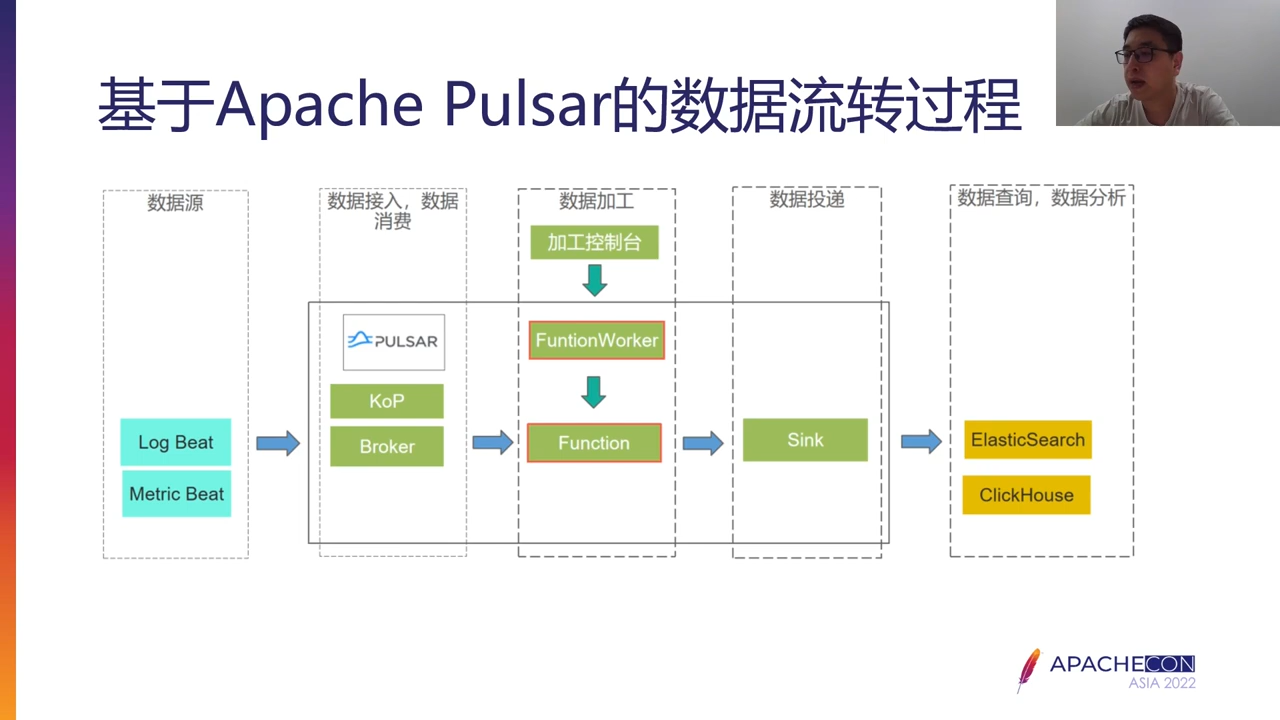 基于Apache Pulsar的数据流转过程
数据源
Log Beat
Metric Beat
数据接入，数据
消费
PULSAR
KoP
Broker
数据加工
加工控制台
FuntionWorker
Function
数据投递
Sink
数据查询，数据分析
ElasticSearch
ClickHouse
APACHECON
ASIA 2022